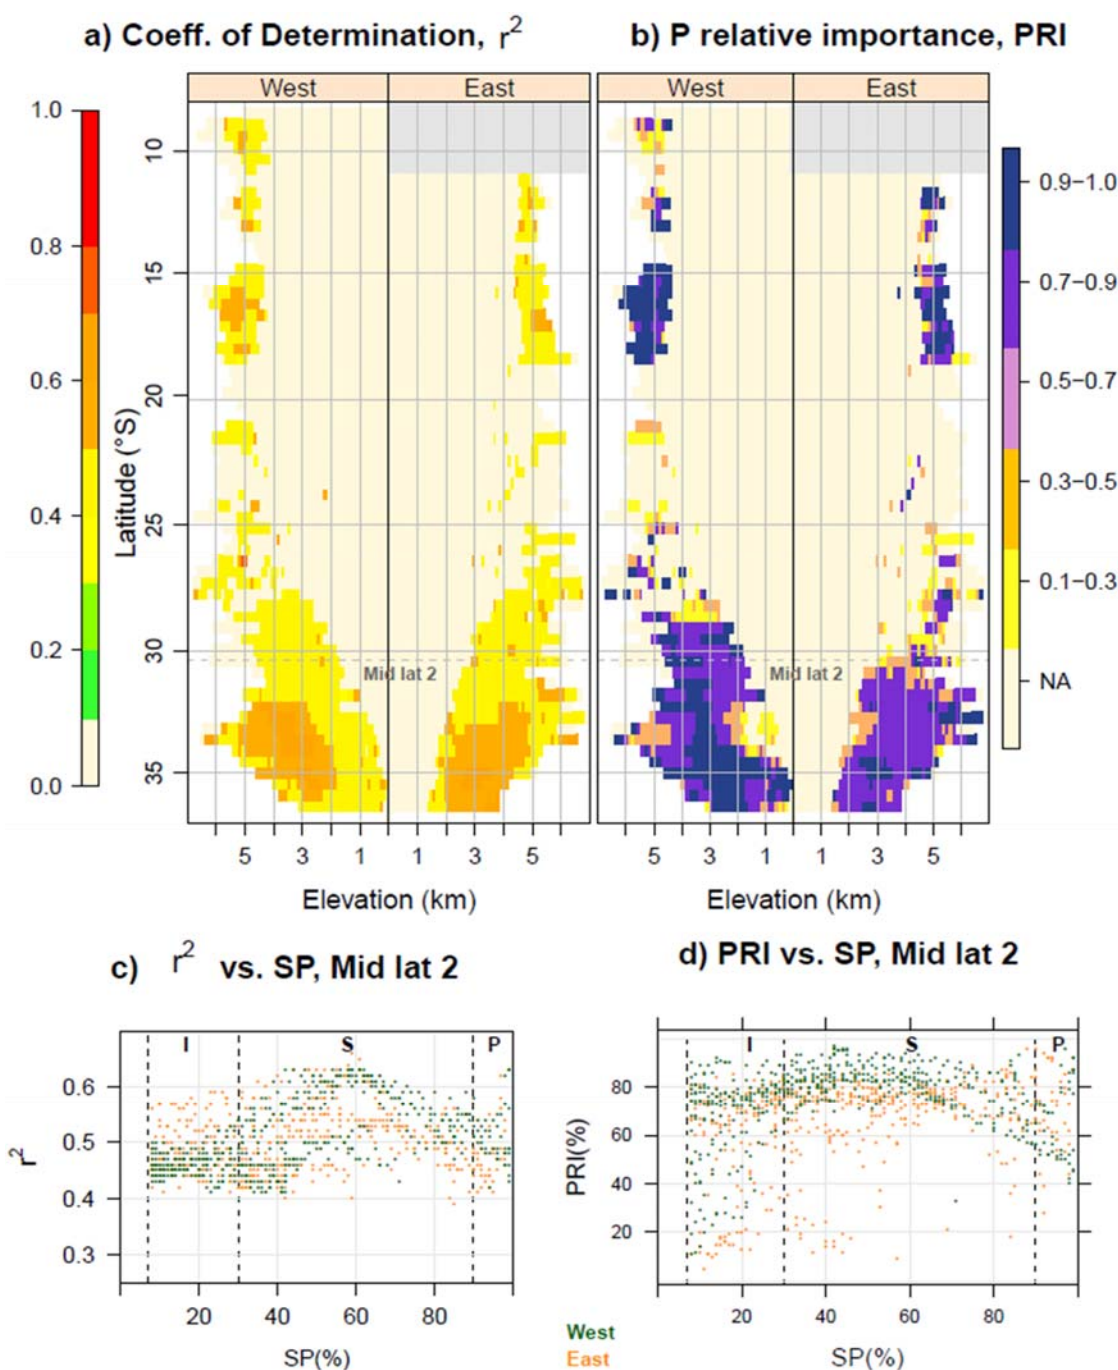 a) Coeff. of Determination, r²
b) P relative importance, PRI
West
East
West
East
1.0
0.8
0.6
0.4
0.2
0.0
Latitude (°S)
10
15
20
25
30
35
Mid lat 2
Mid lat 2
0.9–1.0
0.7–0.9
0.5–0.7
0.3–0.5
0.1–0.3
NA
5 3 1 1 3 5
5 3 1 1 3 5
Elevation (km)
Elevation (km)
c) r² vs. SP, Mid lat 2
d) PRI vs. SP, Mid lat 2
I S P
I S P
r²
0.6
0.5
0.4
0.3
PRI(%)
80
60
40
20
20 40 60 80
20 40 60 80
SP(%)
SP(%)
West
East